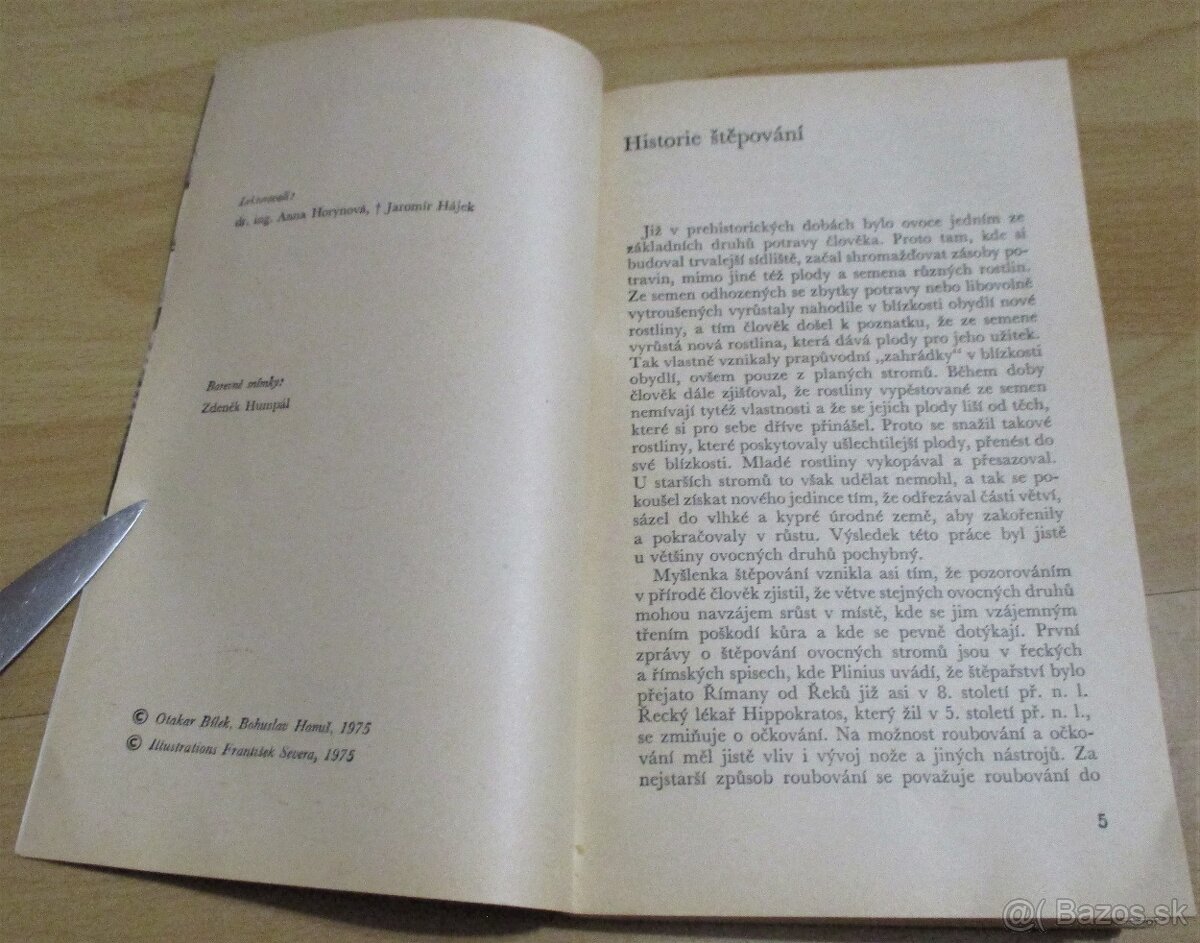 Lektorovali:
dr. ing. Anna Horynová, † Jaromír Hájek
Barevné snímky:
Zdeněk Humpál
© Otakar Bílek, Bohuslav Hanuš, 1975
© Illustrations František Severa, 1975
Historie štěpování
Již v prehistorických dobách bylo ovoce jedním ze
základních druhů potravy člověka. Proto tam, kde si
budoval trvalejší sídliště, začal shromažďovat zásoby po-
travin, mimo jiné též plody a semena různých rostlin.
Ze semen odhozených se zbytky potravy nebo libovolně
vytroušených vyrůstaly nahodile v blízkosti obydlí nové
rostliny, a tím člověk došel k poznatku, že ze semene
vyrůstá nová rostlina, která dává plody pro jeho užitek.
Tak vlastně vznikaly prapůvodní „zahrádky“ v blízkosti
obydlí, ovšem pouze z planých stromů. Během doby
člověk dále zjišťoval, že rostliny vypěstované ze semen
nemívají tytéž vlastnosti a že se jejich plody liší od těch,
které si pro sebe dříve přinášel. Proto se snažil takové
rostliny, které poskytovaly ušlechtilejší plody, přenést do
své blízkosti. Mladé rostliny vykopával a přesazoval.
U starších stromů to však udělat nemohl, a tak se po-
koušel získat nového jedince tím, že odřezával části větví,
sázel do vlhké a kypré úrodné země, aby zakořenily
a pokračovaly v růstu. Výsledek této práce byl jistě
u většiny ovocných druhů pochybný.
Myšlenka štěpování vznikla asi tím, že pozorováním
v přírodě člověk zjistil, že větve stejných ovocných druhů
mohou navzájem srůst v místě, kde se jim vzájemným
třením poškodí kůra a kde se pevně dotýkají. První
zprávy o štěpování ovocných stromů jsou v řeckých
a římských spisech, kde Plinius uvádí, že štěpařství bylo
přejato Římany od Řeků již asi v 8. století př. n. l.
Řecký lékař Hippokratos, který žil v 5. století př. n. l.,
se zmiňuje o očkování. Na možnost roubování a očko-
vání měl jistě vliv i vývoj nože a jiných nástrojů. Za
nejstarší způsob roubování se považuje roubování do
5
@( Bazos.sk